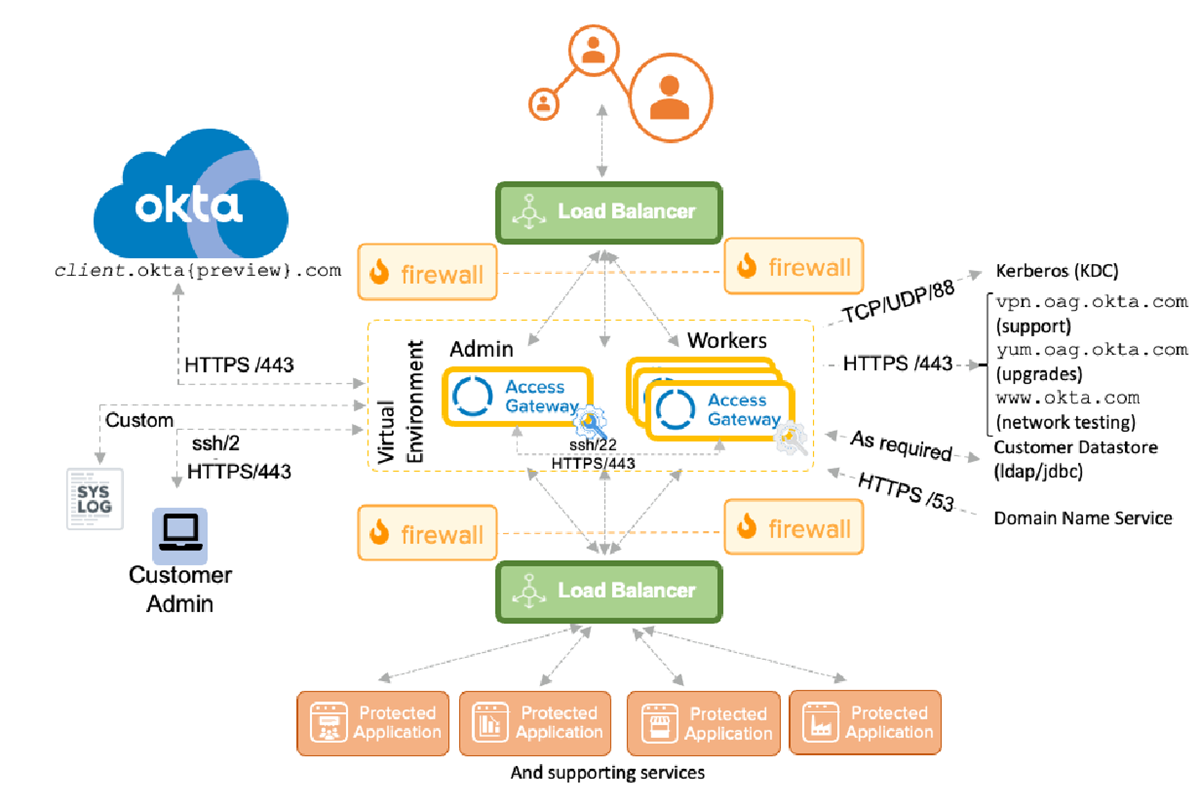 Load Balancer
okta
client.okta{preview}.com
firewall
firewall
TCP/UDP/88
Kerberos (KDC)
vpn.oag.okta.com
(support)
yum.oag.okta.com
(upgrades)
www.okta.com
(network testing)
HTTPS /443
HTTPS /443
Virtual
Environment
Admin
Workers
Access
Gateway
Access
Gateway
ssh/22
HTTPS/443
Custom
ssh/2
HTTPS/443
SYS
LOG
Customer
Admin
As required
Customer Datastore
(ldap/jdbc)
HTTPS /53
Domain Name Service
firewall
firewall
Load Balancer
Protected
Application
Protected
Application
Protected
Application
Protected
Application
And supporting services